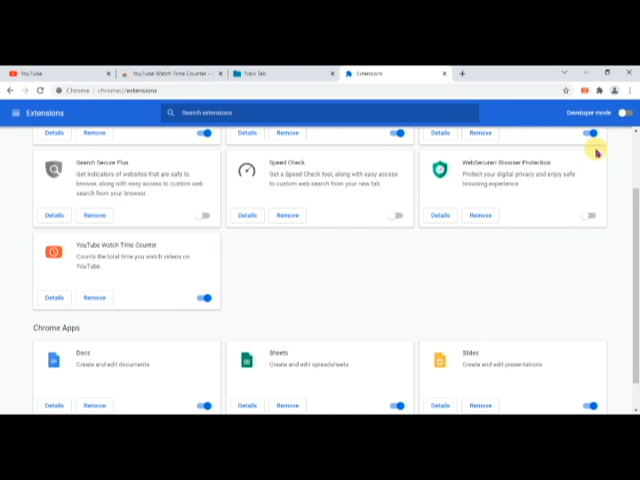 YouTube
YouTube Watch Time Counter -
New Tab
Extensions
Chrome | chrome://extensions
Extensions
Search extensions
Developer mode
Details Remove
Details Remove
Details Remove
Search Secure Plus
Get indicators of websites that are safe to
browse, along with easy access to custom web
search from your browser.
Details Remove
Speed Check
Get a Speed Check tool, along with easy access
to custom web search from your new tab
Details Remove
WebSecurerr Browser Protection
Protect your digital privacy and enjoy safe
browsing experience
Details Remove
YouTube Watch Time Counter
Counts the total time you watch videos on
YouTube.
Details Remove
Chrome Apps
Docs
Create and edit documents
Details Remove
Sheets
Create and edit spreadsheets
Details Remove
Slides
Create and edit presentations
Details Remove